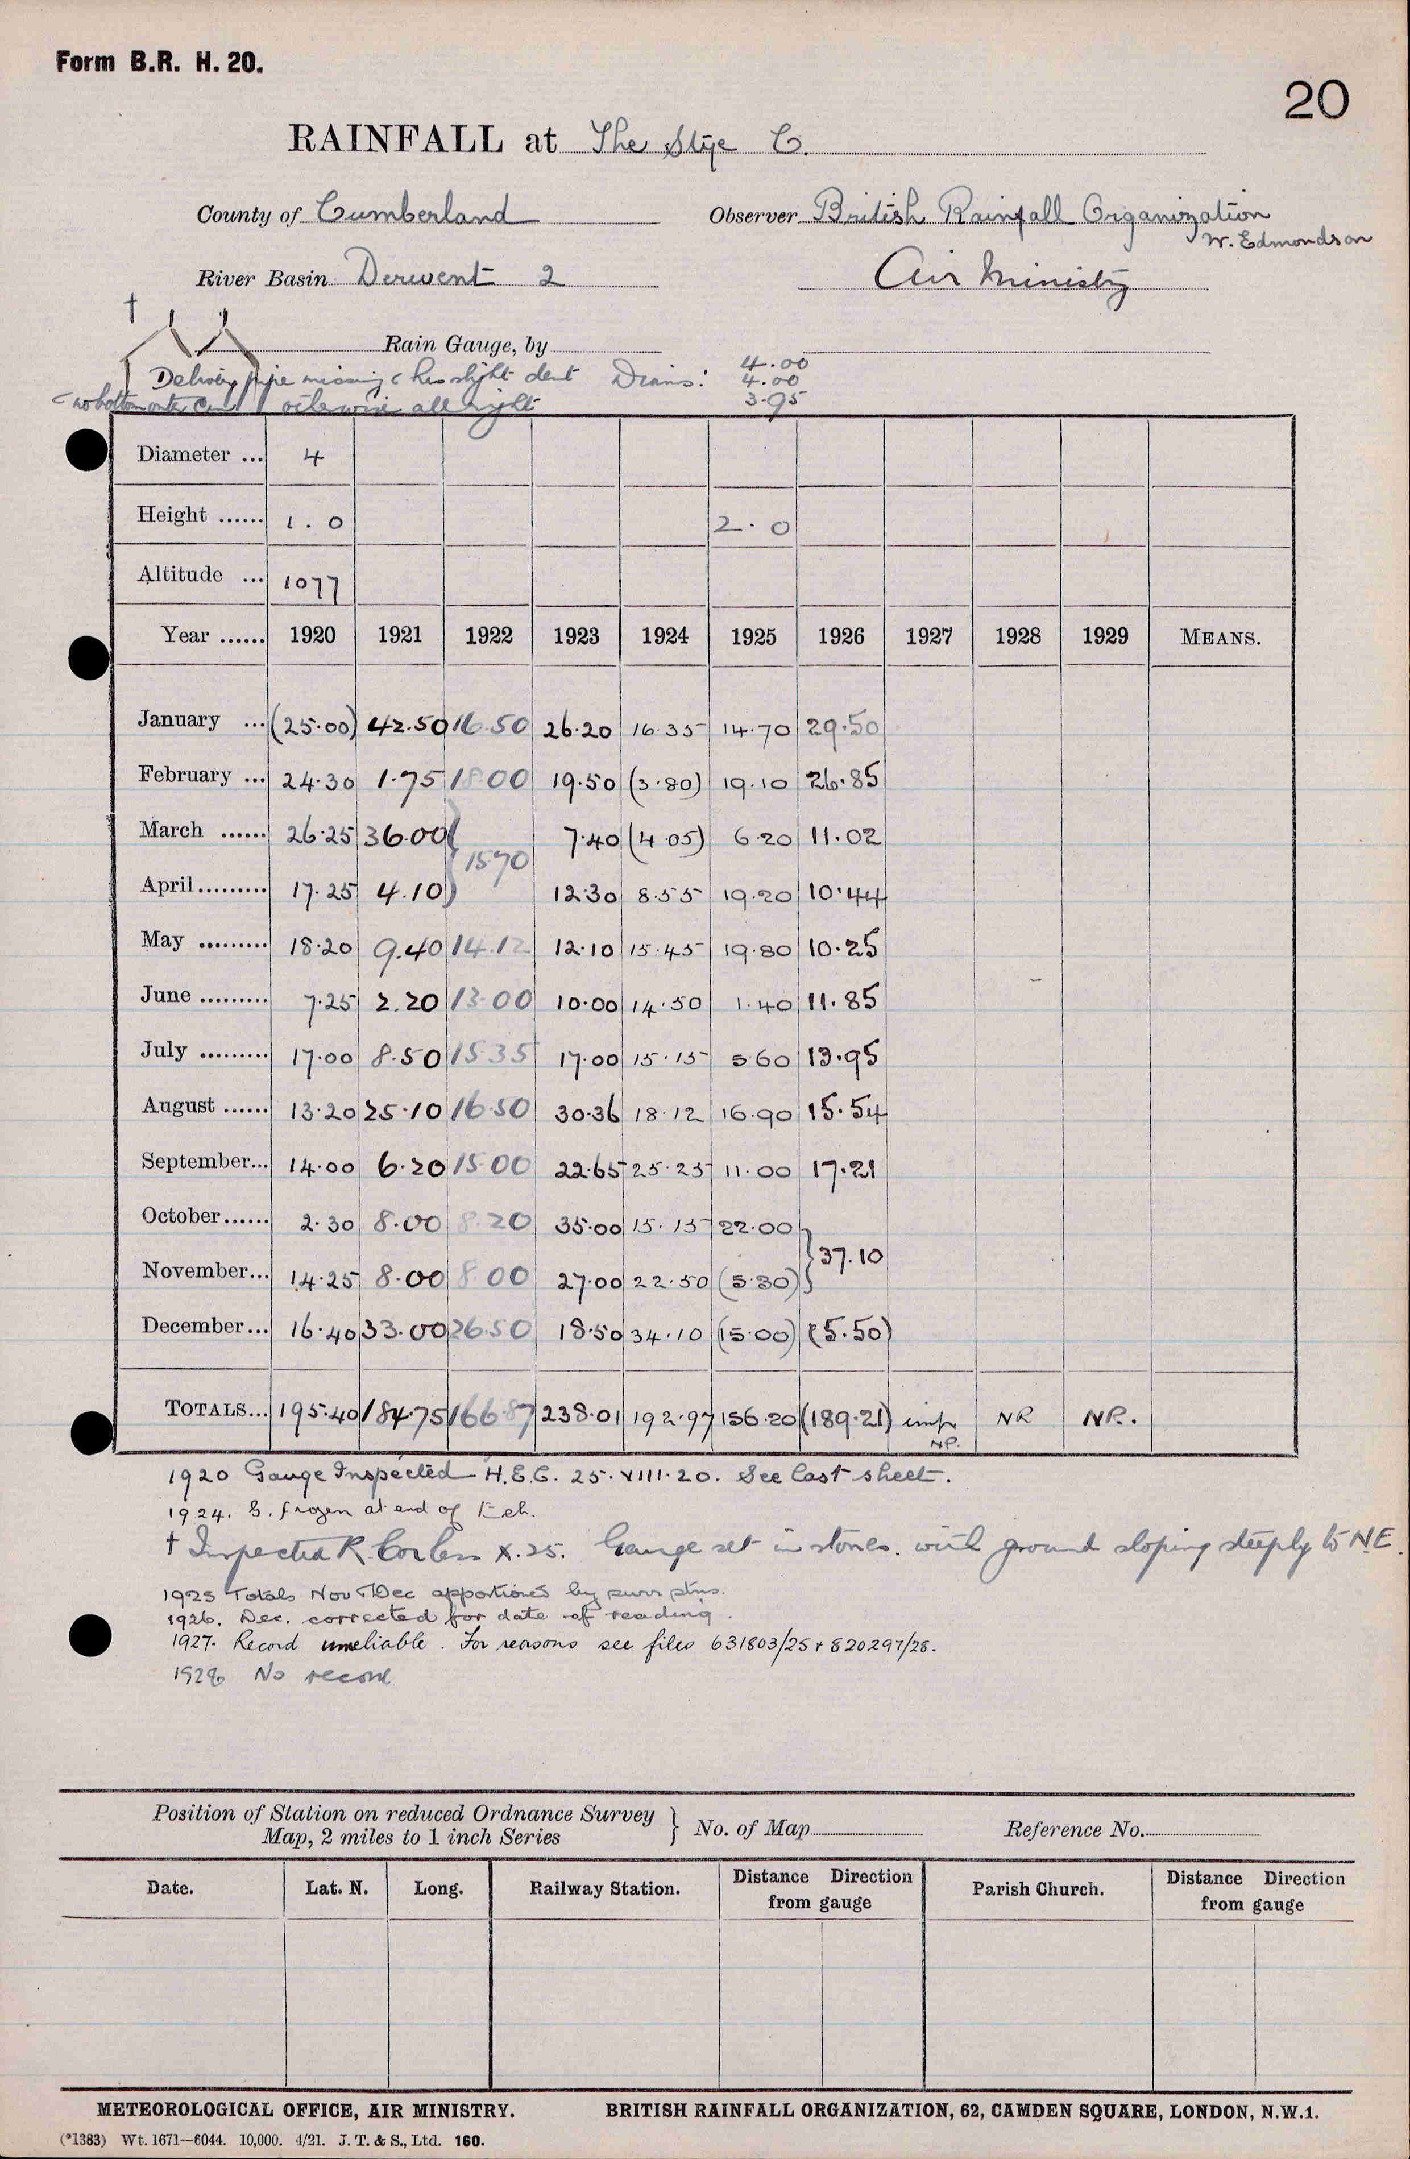 Form B.R. H. 20.
20
RAINFALL at The Stye C.
County of Cumberland Observer British Rainfall Organization
W. Edmondson
River Basin Derwent 2 Air Ministry
†
Rain Gauge, by
Delivery pipe missing & has slight dent Diams: 4.00
4.00
3.95
otherwise all right
Diameter ... 4
Height ...... 1.0 2.0
Altitude ... 1077
Year ...... 1920 1921 1922 1923 1924 1925 1926 1927 1928 1929 MEANS.
January ... (25.00) 42.50 16.50 26.20 16.35 14.70 29.50
February ... 24.30 1.75 18.00 19.50 (3.80) 19.10 26.85
March ...... 26.25 36.00 } 7.40 (4.05) 6.20 11.02
15.70
April ......... 17.25 4.10 } 12.30 8.55 19.20 10.44
May ......... 18.20 9.40 14.12 12.10 15.45 19.80 10.25
June ......... 7.25 2.20 13.00 10.00 14.50 1.40 11.85
July ......... 17.00 8.50 15.35 17.00 15.15 5.60 13.95
August ...... 13.20 25.10 16.50 30.36 18.12 16.90 15.54
September... 14.00 6.20 15.00 22.65 25.25 11.00 17.21
October...... 2.30 8.00 8.20 35.00 15.15 22.00 }
37.10
November... 14.25 8.00 8.00 27.00 22.50 (5.30) }
December... 16.40 33.00 26.50 18.50 34.10 (15.00) (5.50)
TOTALS... 195.40 184.75 166.87 238.01 192.97 156.20 (189.21) imp NR NR.
NP.
1920 Gauge Inspected H.E.C. 25.VIII.20. See last sheet.
1924. S. frozen at end of Feb.
† Inspected R. Corless X.25. Gauge set in stones. with ground sloping steeply to NE.
1925 Totals Nov & Dec apportioned by surr stns.
1926. Dec. corrected for date of reading.
1927. Record unreliable. For reasons see files 631803/25 + 820297/28.
1928 No record
Position of Station on reduced Ordnance Survey } No. of Map Reference No.
Map, 2 miles to 1 inch Series
Date. Lat. N. Long. Railway Station. Distance Direction from gauge Parish Church. Distance Direction from gauge
METEOROLOGICAL OFFICE, AIR MINISTRY. BRITISH RAINFALL ORGANIZATION, 62, CAMDEN SQUARE, LONDON, N.W.1.
(*1383) Wt. 1671—6044. 10,000. 4/21. J. T. & S., Ltd. 160.